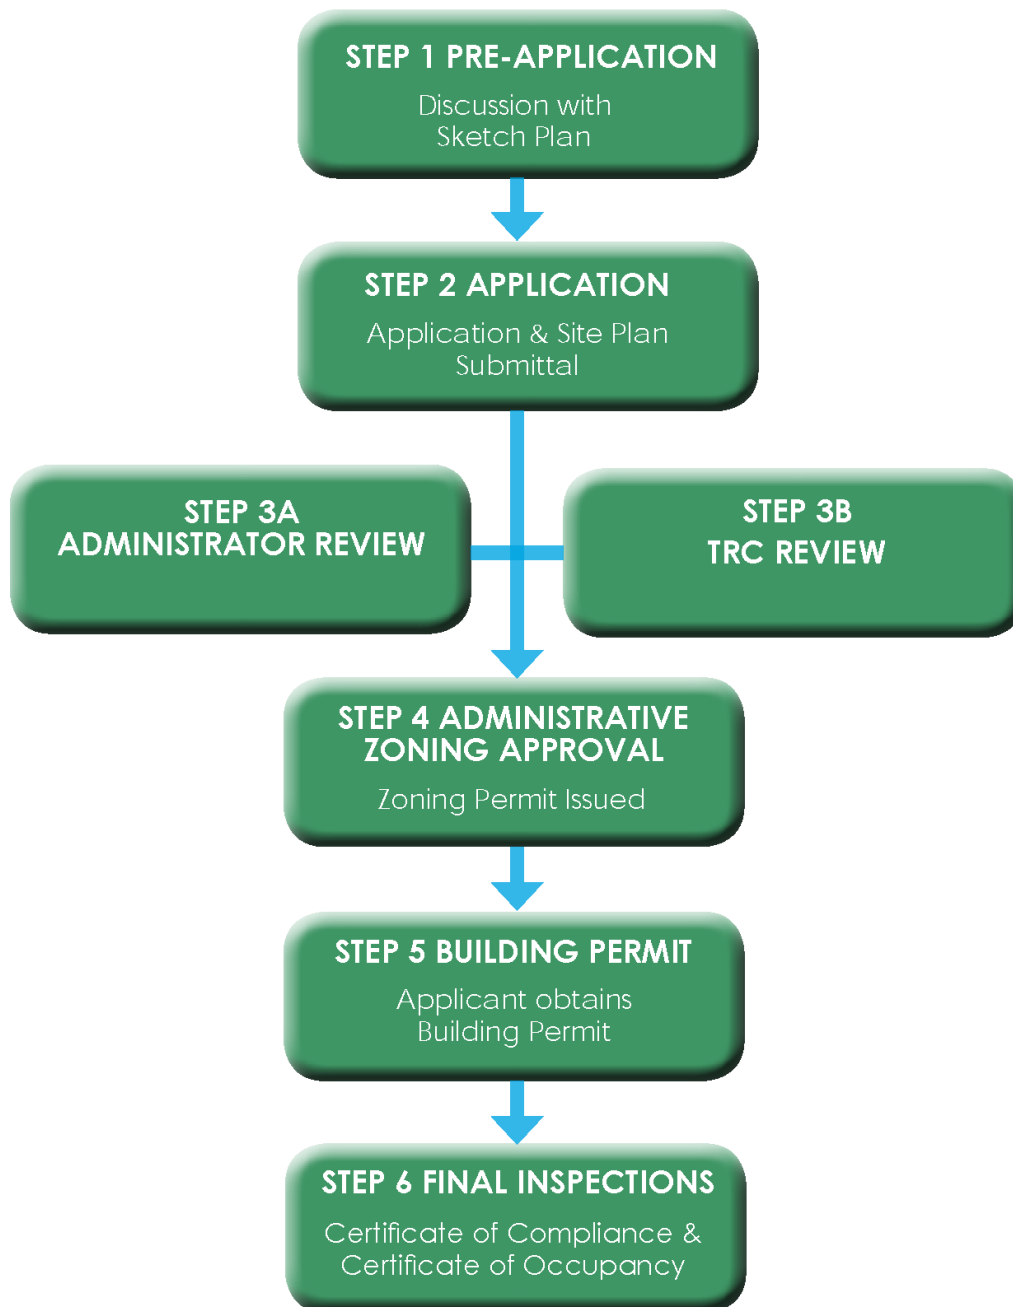 STEP 1 PRE-APPLICATION
Discussion with
Sketch Plan
STEP 2 APPLICATION
Application & Site Plan
Submittal
STEP 3A
ADMINISTRATOR REVIEW
STEP 3B
TRC REVIEW
STEP 4 ADMINISTRATIVE
ZONING APPROVAL
Zoning Permit Issued
STEP 5 BUILDING PERMIT
Applicant obtains
Building Permit
STEP 6 FINAL INSPECTIONS
Certificate of Compliance &
Certificate of Occupancy